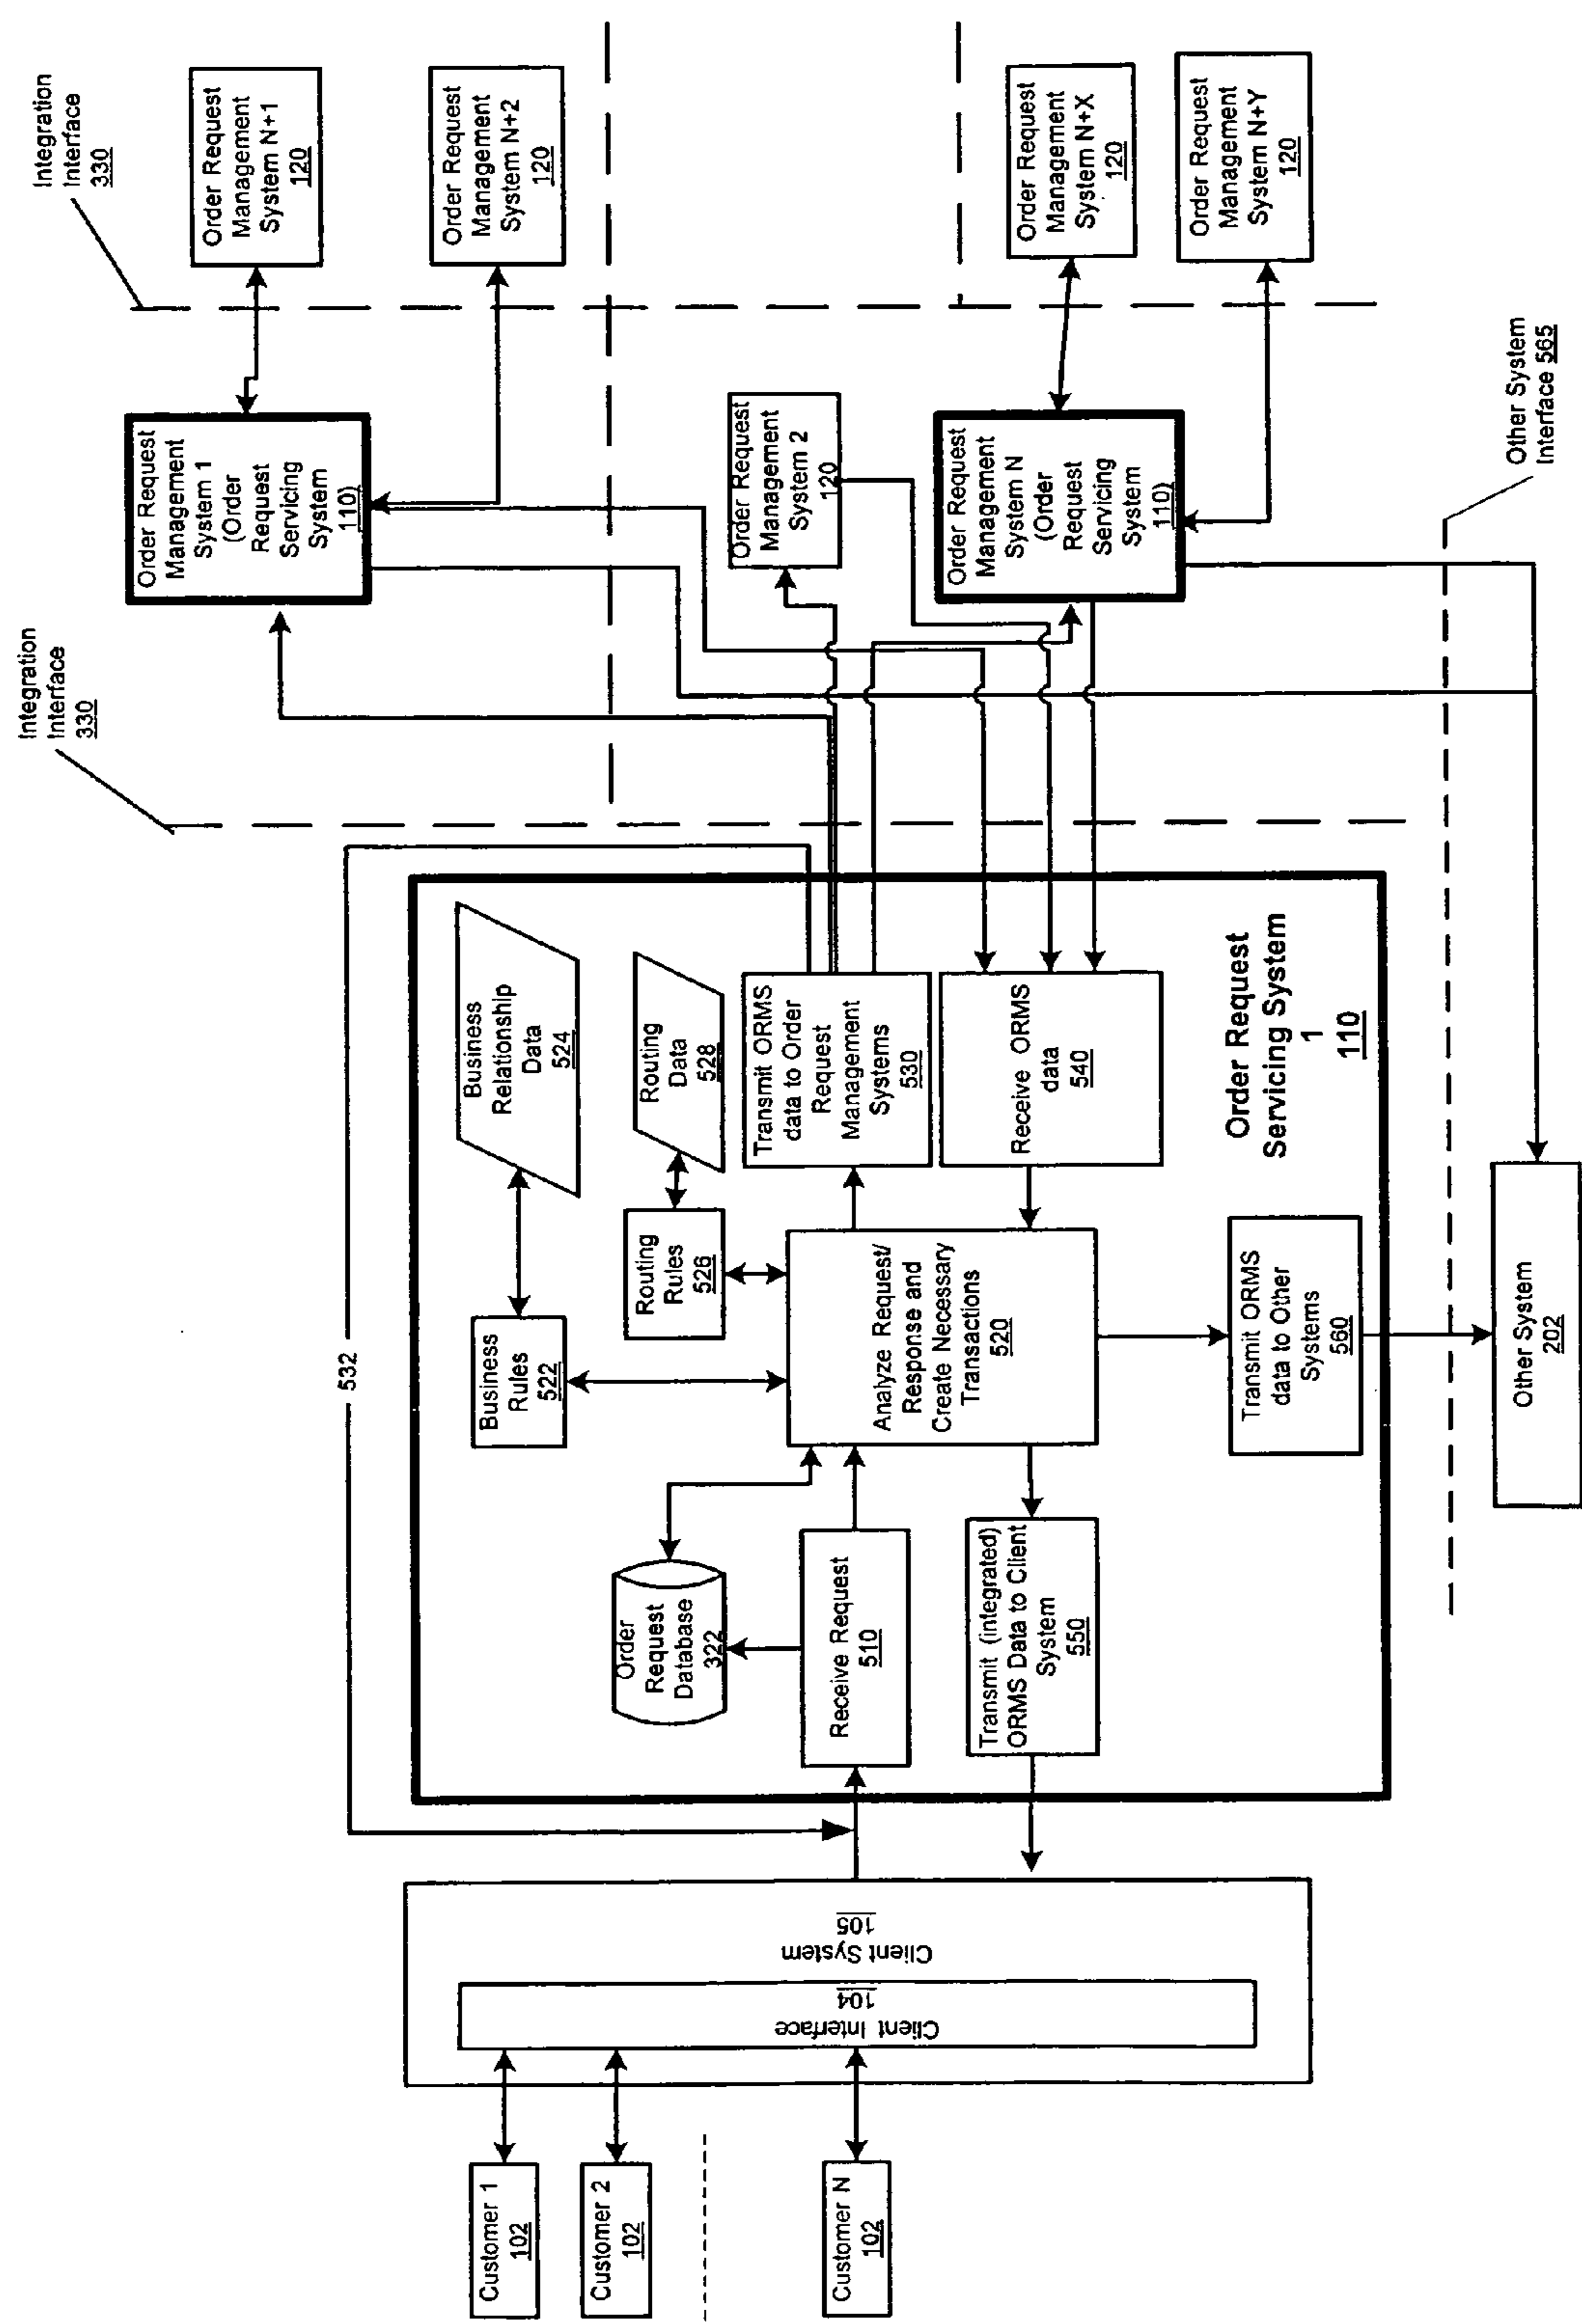 Customer 1
102
Customer 2
102
Customer N
102
Client Interface
104
Client System
105
532
Order
Request
Database
322
Receive Request
510
Transmit (integrated)
ORMS Data to Client
System
550
Business
Rules
522
Business
Relationship
Data
524
Routing
Rules
526
Routing
Data
528
Analyze Request/
Response and
Create Necessary
Transactions
520
Transmit ORMS
data to Order
Request
Management
Systems
530
Receive ORMS
data
540
Transmit ORMS
data to Other
Systems
560
Order Request
Servicing System
1
110
Other System
202
Integration
Interface
330
Order Request
Management
System 1
(Order
Request
Servicing
System
110)
Order Request
Management
System 2
120
Order Request
Management
System N
(Order
Request
Servicing
System
110)
Other System
Interface 565
Integration
Interface
330
Order Request
Management
System N+1
120
Order Request
Management
System N+2
120
Order Request
Management
System N+X
120
Order Request
Management
System N+Y
120